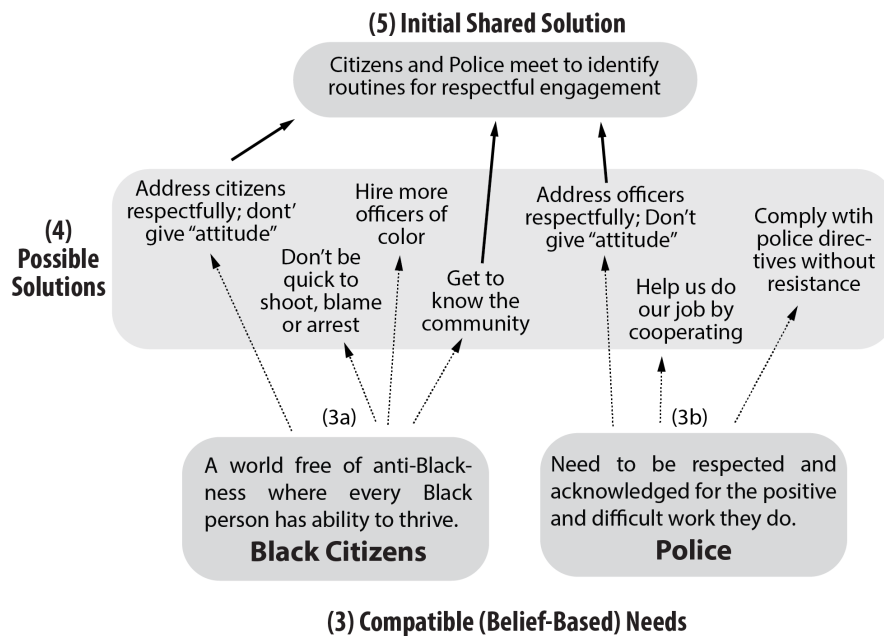 (5) Initial Shared Solution
Citizens and Police meet to identify
routines for respectful engagement
(4)
Possible
Solutions
Address citizens
respectfully; dont'
give “attitude”
Don’t be
quick to
shoot, blame
or arrest
Hire more
officers of
color
Get to
know the
community
Address officers
respectfully; Don’t
give “attitude”
Help us do
our job by
cooperating
Comply wtih
police direc-
tives without
resistance
(3a)
(3b)
A world free of anti-Black-
ness where every Black
person has ability to thrive.
Black Citizens
Need to be respected and
acknowledged for the positive
and difficult work they do.
Police
(3) Compatible (Belief-Based) Needs